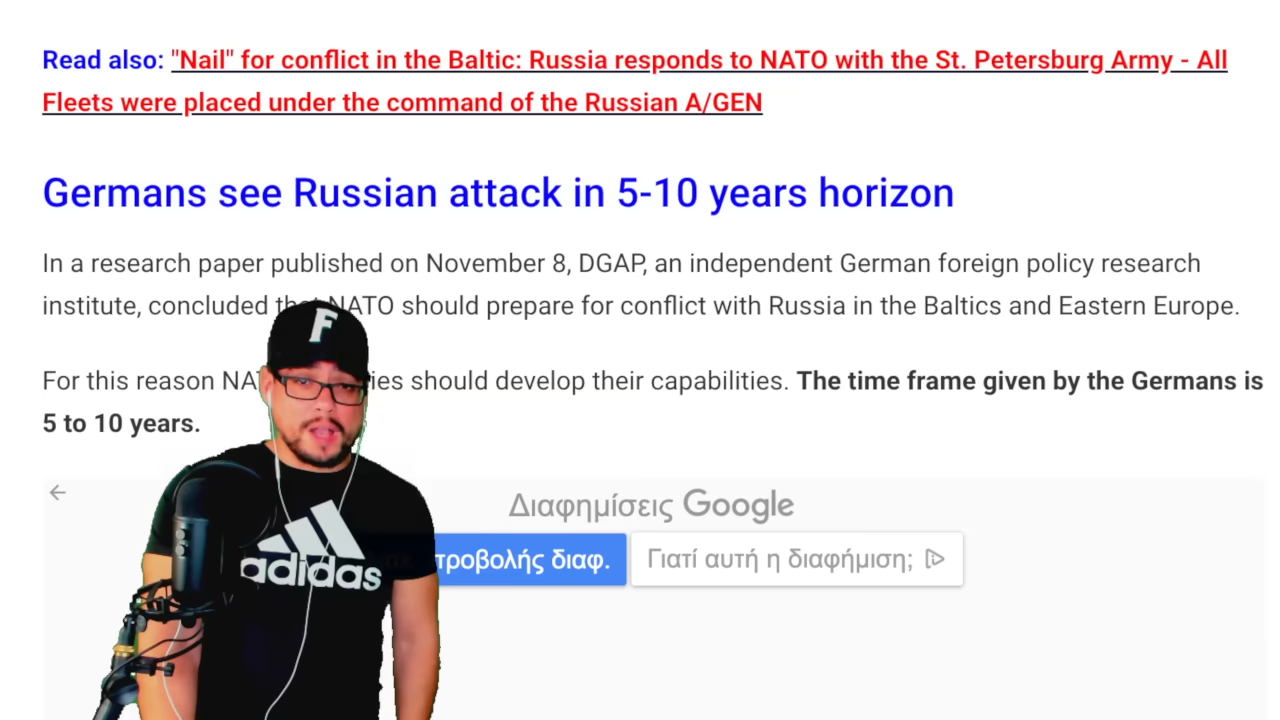 Read also: "Nail" for conflict in the Baltic: Russia responds to NATO with the St. Petersburg Army - All
Fleets were placed under the command of the Russian A/GEN
Germans see Russian attack in 5-10 years horizon
In a research paper published on November 8, DGAP, an independent German foreign policy research
institute, concluded NATO should prepare for conflict with Russia in the Baltics and Eastern Europe.
For this reason should develop their capabilities. The time frame given by the Germans is
5 to 10 years.
F
Διαφημίσεις Google
διαφ. Γιατί αυτή η διαφήμιση;
adidas